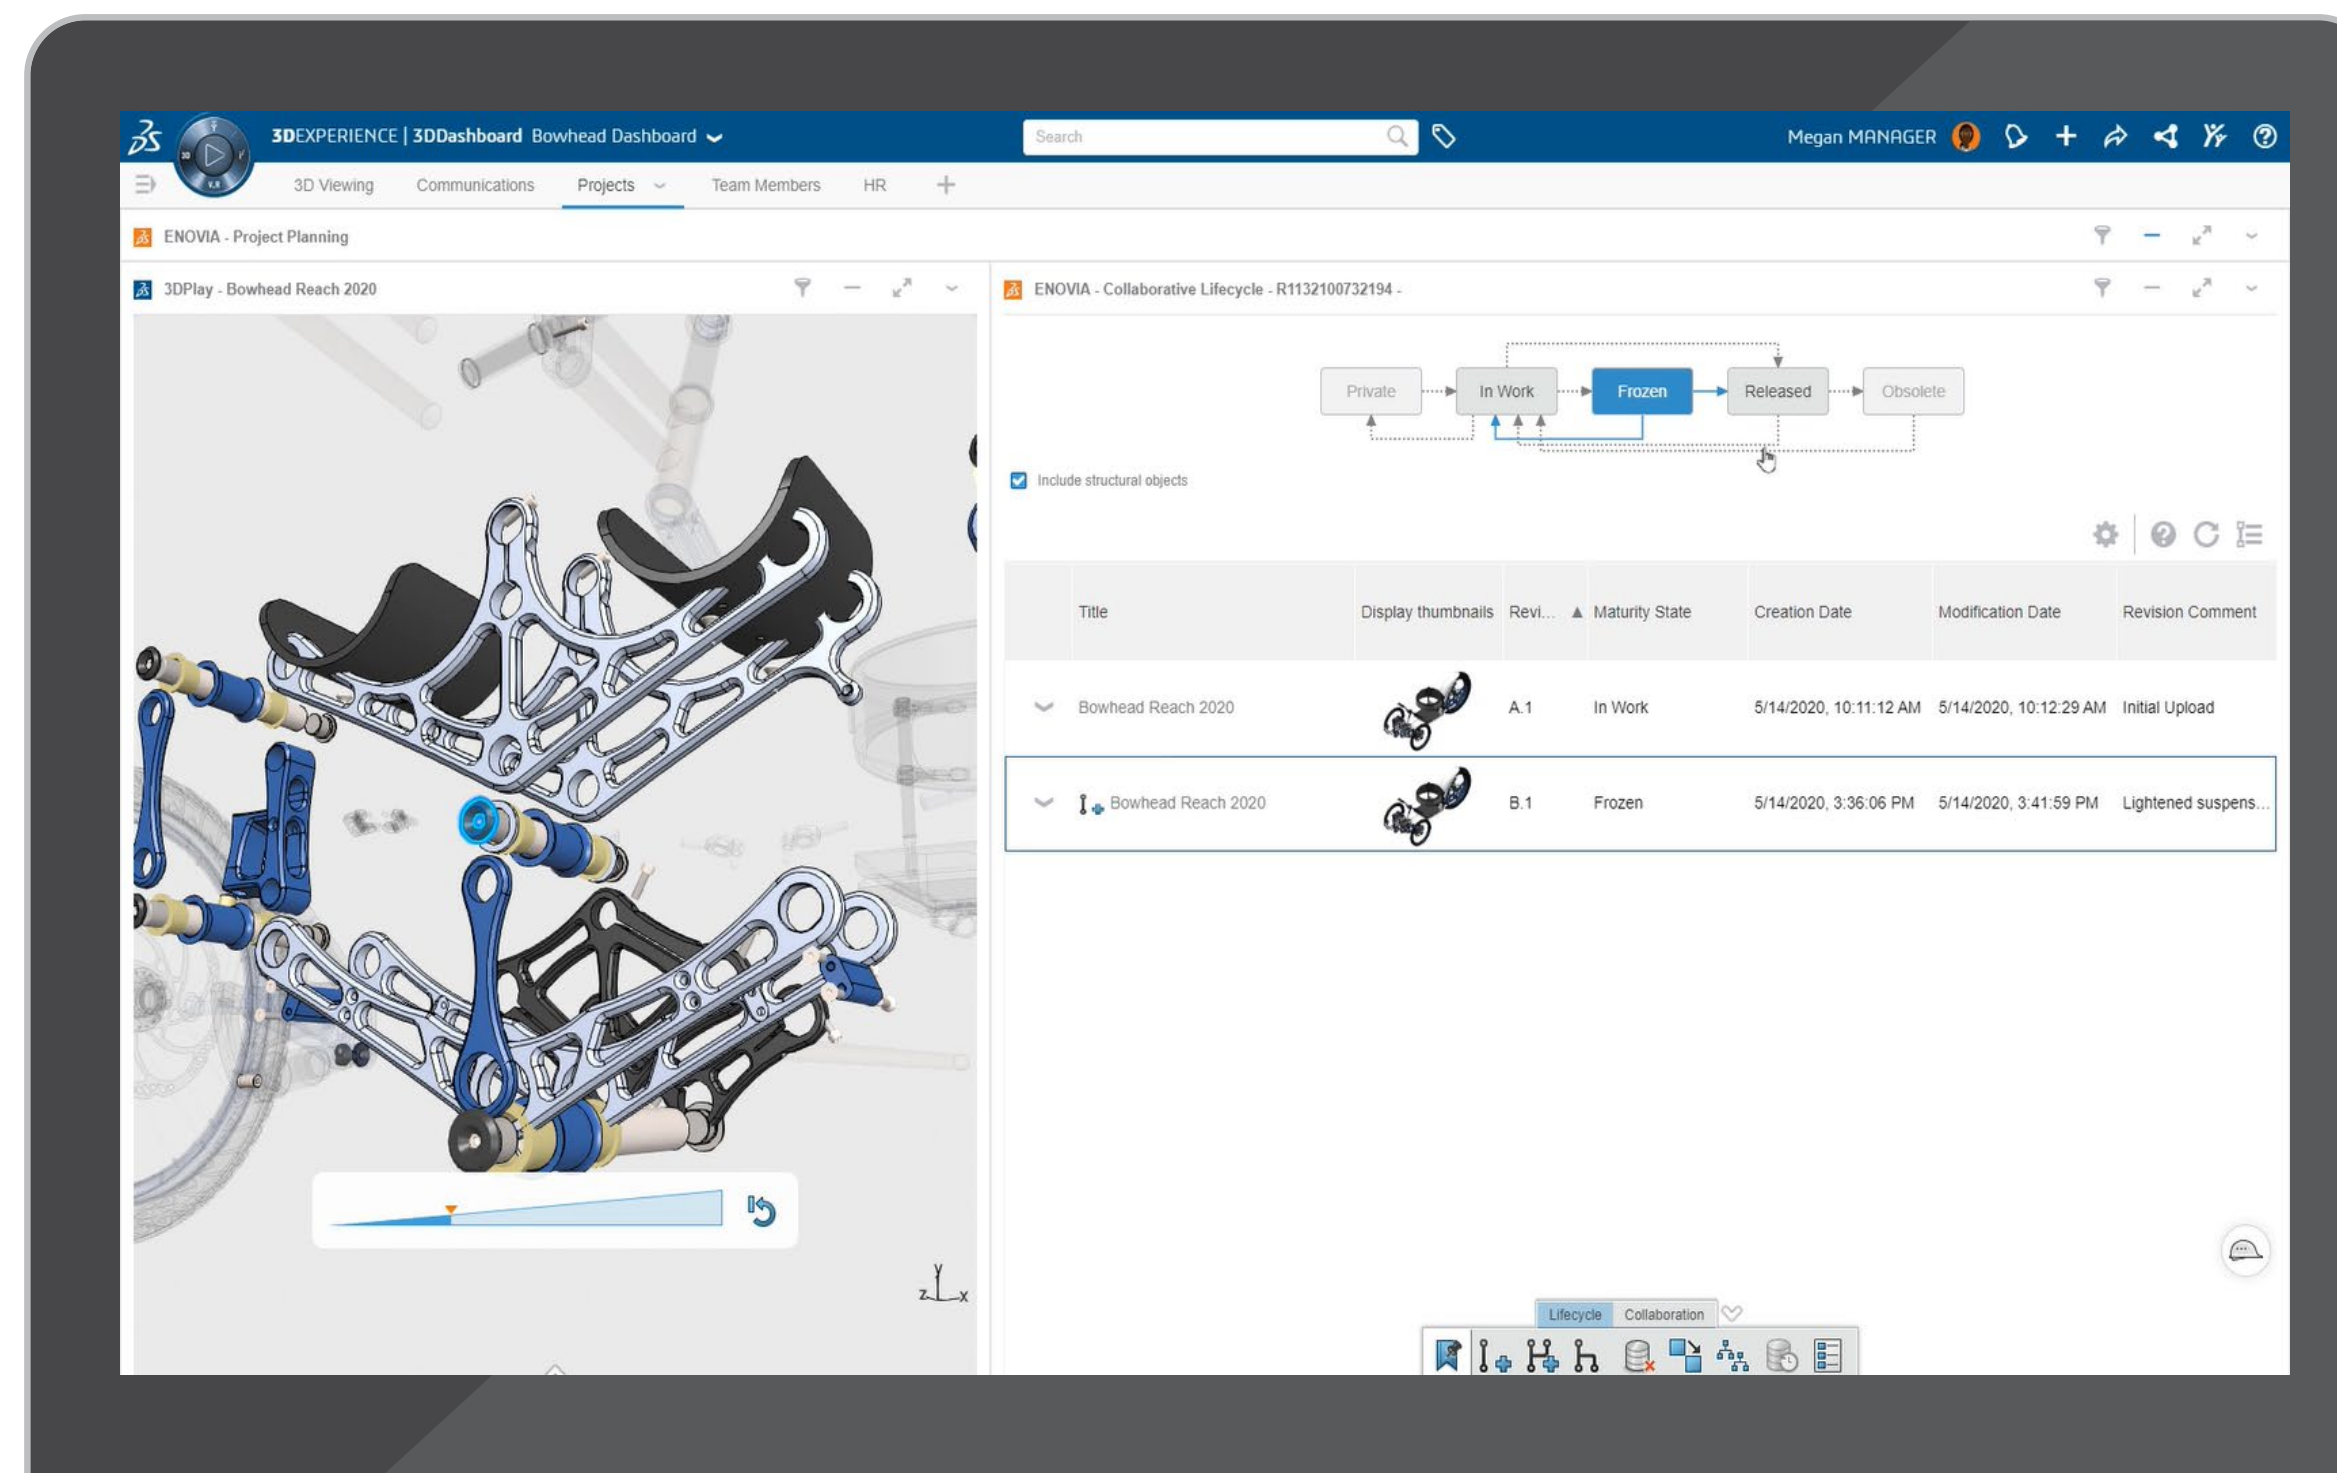 3DEXPERIENCE | 3DDashboard Bowhead Dashboard
Search
Megan MANAGER
3D
V.R
3D Viewing
Communications
Projects
Team Members
HR
ENOVIA - Project Planning
3DPlay - Bowhead Reach 2020
ENOVIA - Collaborative Lifecycle - R1132100732194 -
Private
In Work
Frozen
Released
Obsolete
Include structural objects
Title
Display thumbnails
Revi...
Maturity State
Creation Date
Modification Date
Revision Comment
Bowhead Reach 2020
A.1
In Work
5/14/2020, 10:11:12 AM
5/14/2020, 10:12:29 AM
Initial Upload
Bowhead Reach 2020
B.1
Frozen
5/14/2020, 3:36:06 PM
5/14/2020, 3:41:59 PM
Lightened suspens...
y
z
x
Lifecycle
Collaboration